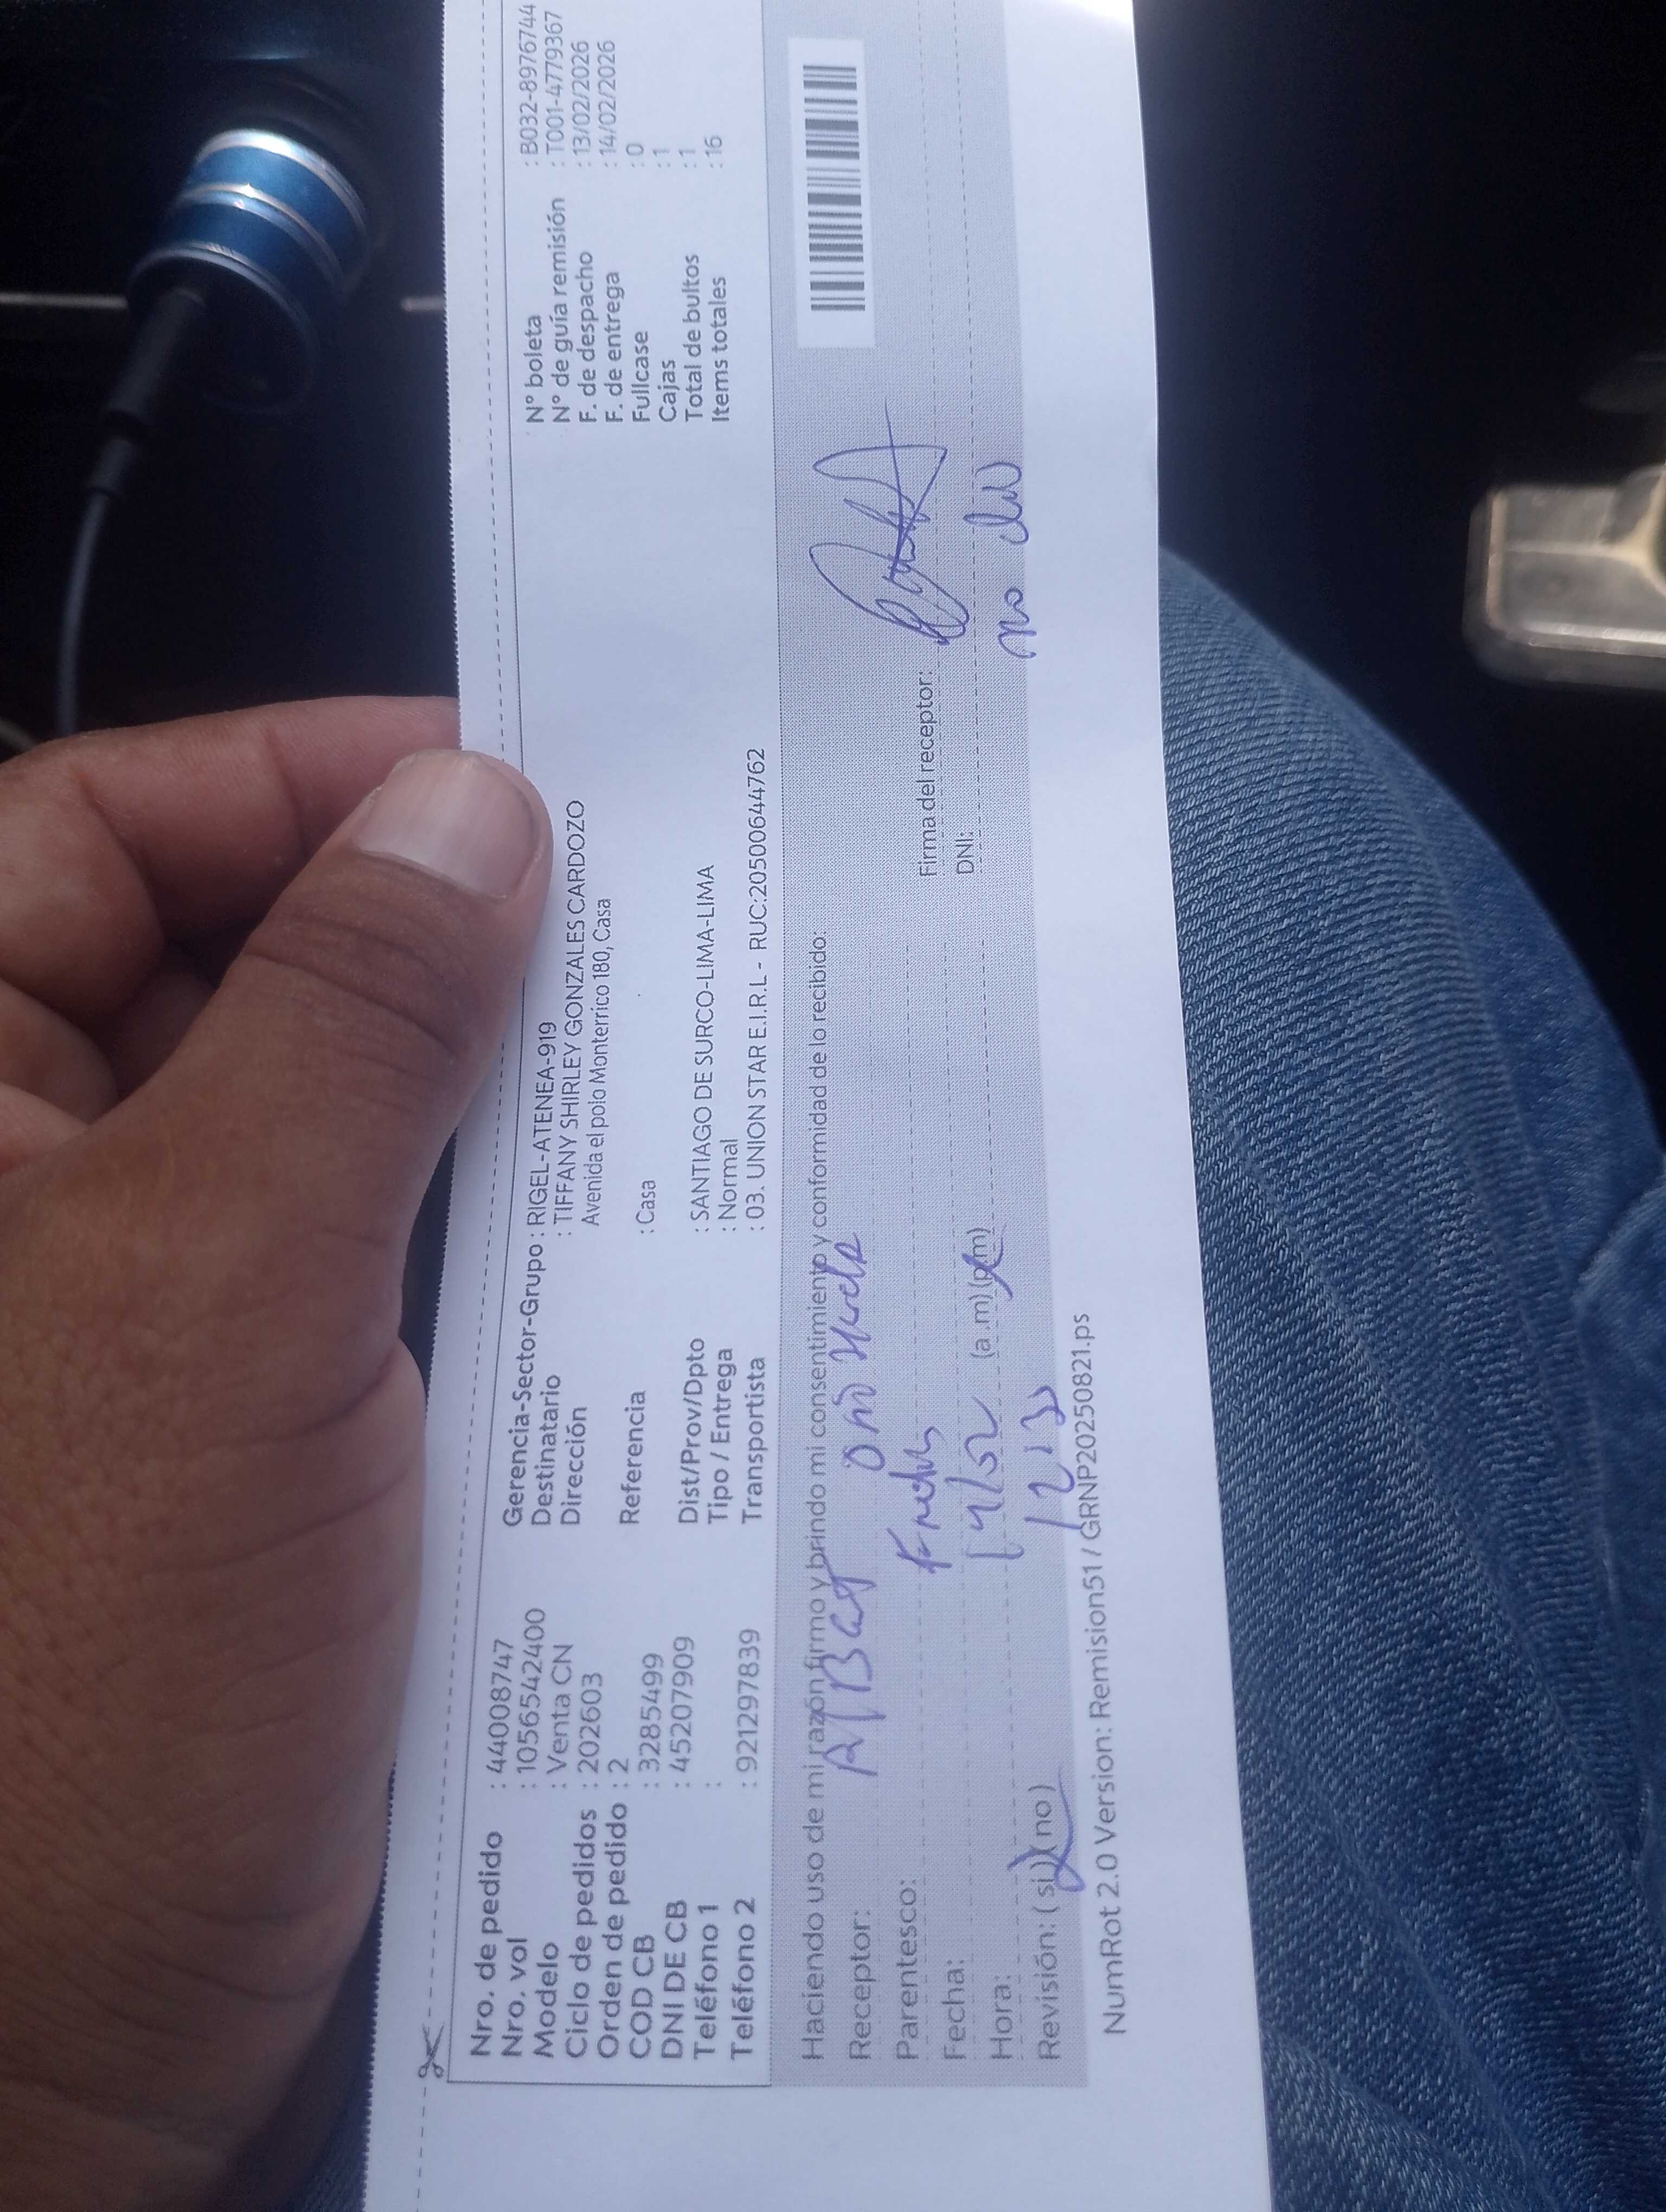 Nro. de pedido : 44008747
Nro. vol : 1056542400
Modelo : Venta CN
Ciclo de pedidos : 202603
Orden de pedido : 2
COD CB : 3285499
DNI DE CB : 45207909
Teléfono 1 :
Teléfono 2 : 921297839
Gerencia-Sector-Grupo : RIGEL-ATENEA-919
Destinatario : TIFFANY SHIRLEY GONZALES CARDOZO
Dirección Avenida el polo Monterrico 180, Casa
Referencia : Casa
Dist/Prov/Dpto : SANTIAGO DE SURCO-LIMA-LIMA
Tipo / Entrega : Normal
Transportista : 03. UNION STAR E.I.R.L - RUC:20500644762
N° boleta : B032-8976744
N° de guía remisión : T001-4779367
F. de despacho : 13/02/2026
F. de entrega : 14/02/2026
Fullcase : 0
Cajas : 1
Total de bultos : 1
Items totales : 16
Haciendo uso de mi razón firmo y brindo mi consentimiento y conformidad de lo recibido:
Receptor:
Parentesco:
Fecha: 14/02
Hora: 12 13 (a .m) (p.m)
Revisión: ( si ) ( no )
Firma del receptor:
DNI: no
NumRot 2.0 Version: Remision51 / GRNP20250821.ps